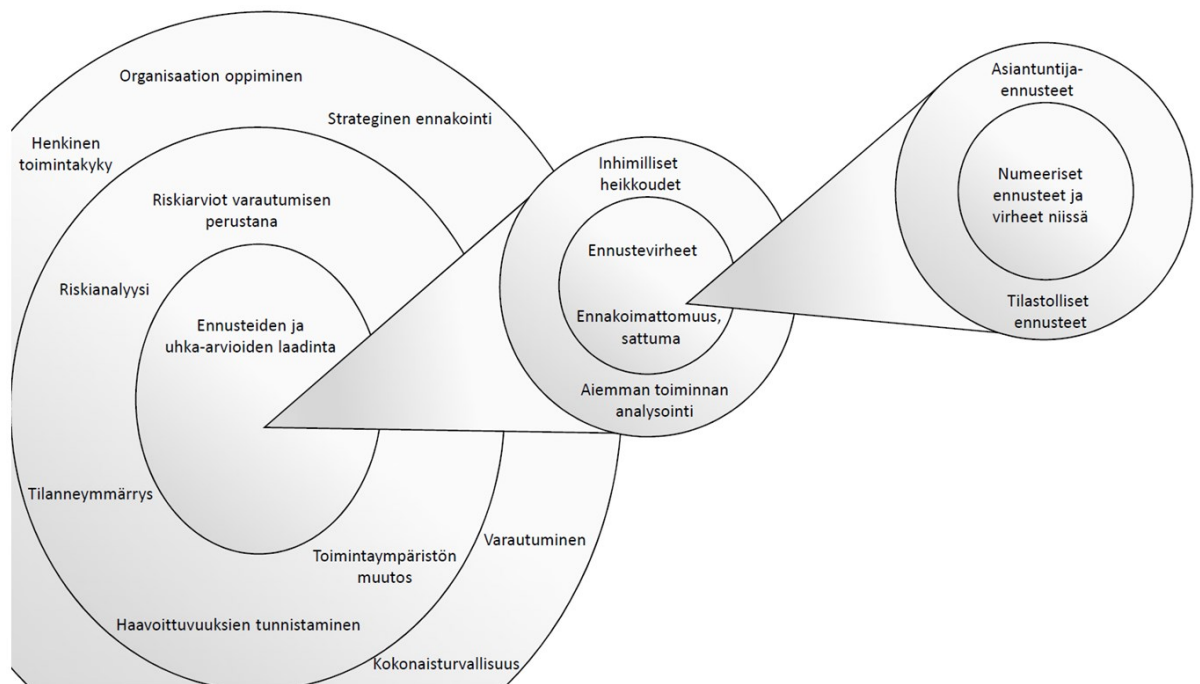 Organisaation oppiminen
Strateginen ennakointi
Henkinen
toimintakyky
Riskiarviot varautumisen
perustana
Riskianalyysi
Ennusteiden ja
uhka-arvioiden laadinta
Tilanneymmärrys
Toimintaympäristön
muutos
Varautuminen
Haavoittuvuuksien tunnistaminen
Kokonaisturvallisuus
Inhimilliset
heikkoudet
Ennustevirheet
Ennakoimattomuus,
sattuma
Aiemman toiminnan
analysointi
Asiantuntija-
ennusteet
Numeeriset
ennusteet ja
virheet niissä
Tilastolliset
ennusteet